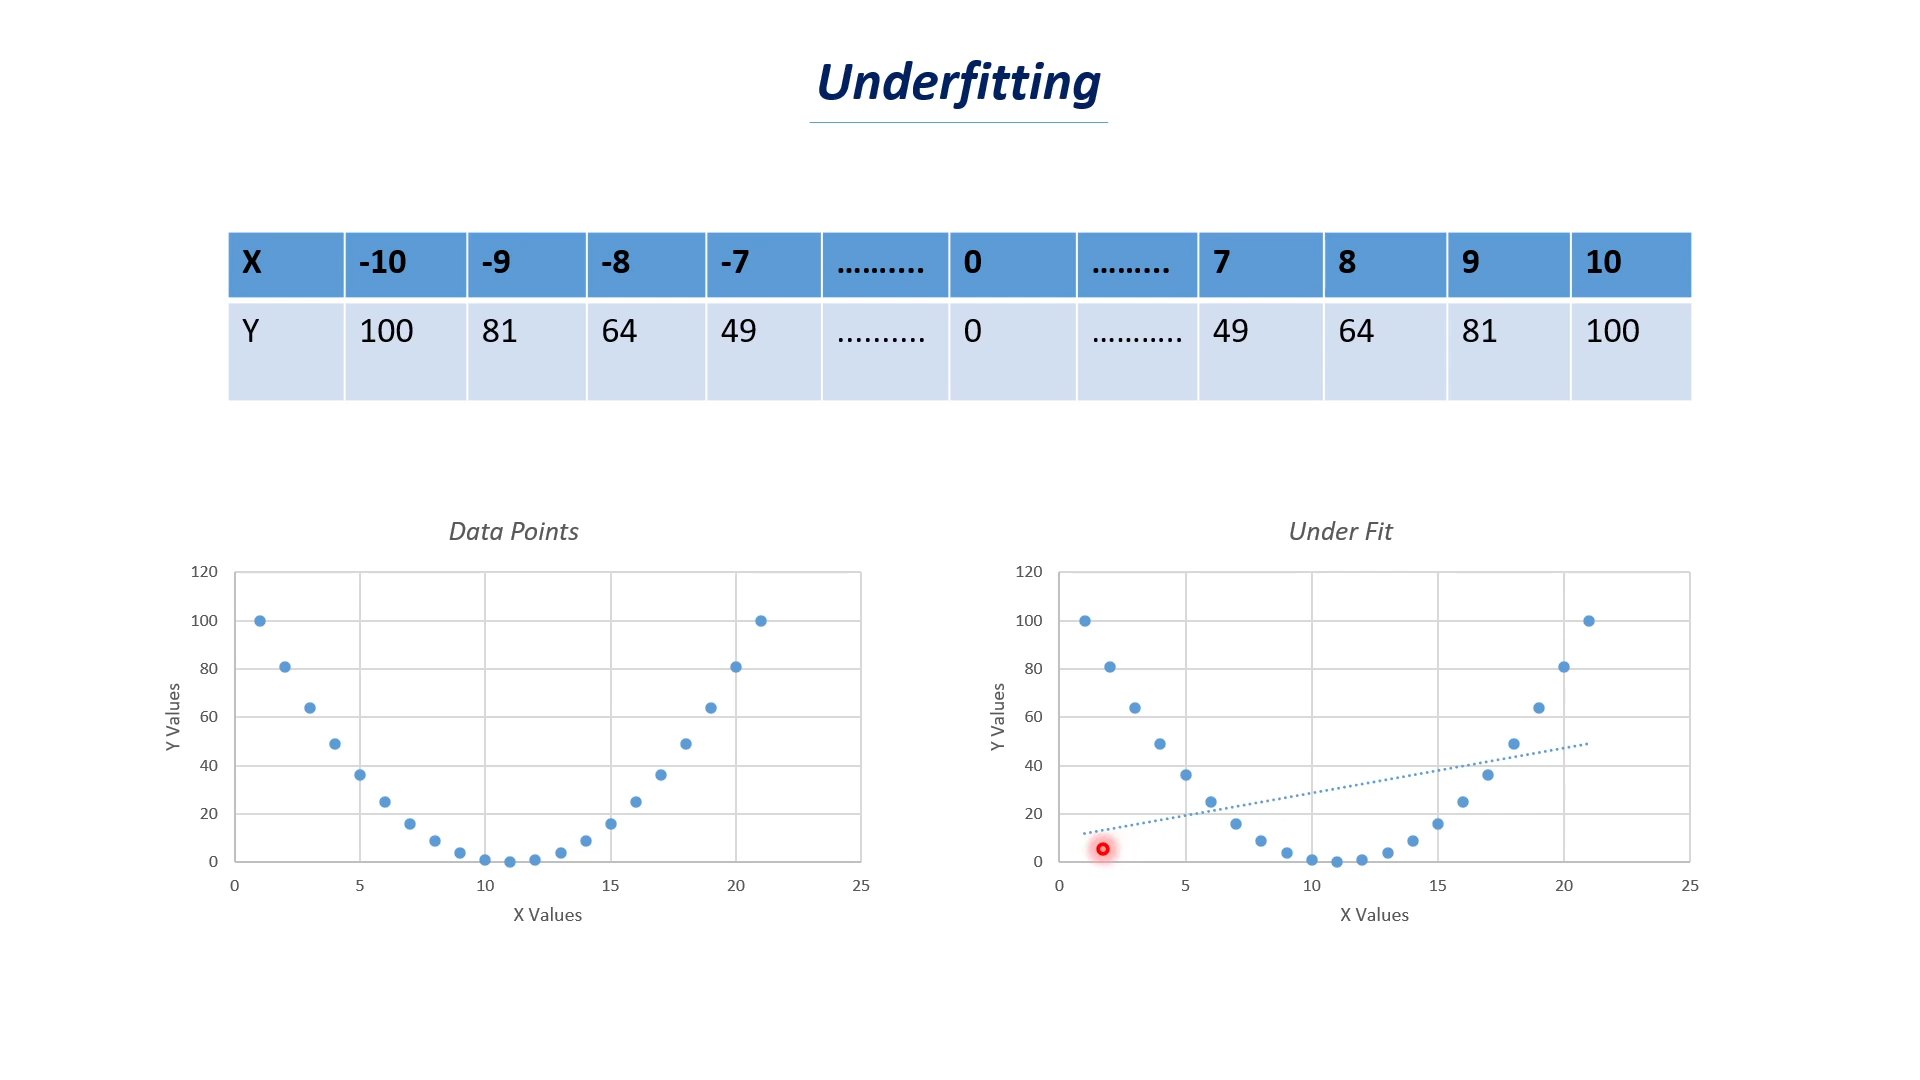 Underfitting
X -10 -9 -8 -7 .......... 0 ......... 7 8 9 10
Y 100 81 64 49 .......... 0 ........... 49 64 81 100
Data Points
120
100
80
60
40
20
0
Y Values
0 5 10 15 20 25
X Values
Under Fit
120
100
80
60
40
20
0
Y Values
0 5 10 15 20 25
X Values